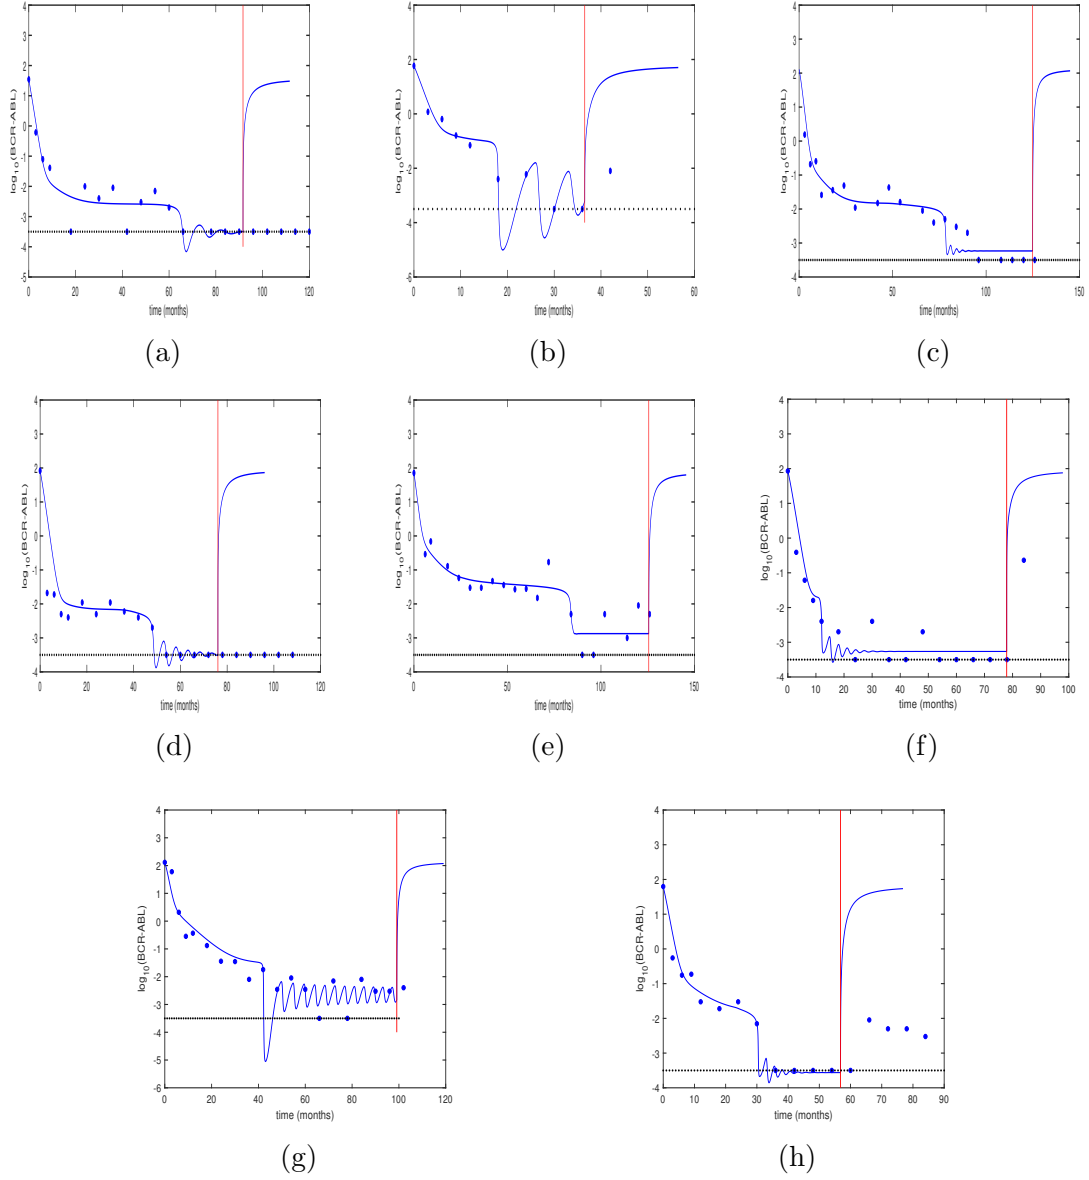 4
3
2
1
0
-1
-2
-3
-4
-5
log10(BCR-ABL)
0 20 40 60 80 100 120
time (months)
(a)
4
2
0
-2
-4
-6
log10(BCR-ABL)
0 10 20 30 40 50 60
time (months)
(b)
4
3
2
1
0
-1
-2
-3
-4
log10(BCR-ABL)
0 50 100 150
time (months)
(c)
4
3
2
1
0
-1
-2
-3
-4
log10(BCR-ABL)
0 20 40 60 80 100 120
time (months)
(d)
4
3
2
1
0
-1
-2
-3
-4
log10(BCR-ABL)
0 50 100 150
time (months)
(e)
4
3
2
1
0
-1
-2
-3
-4
log10(BCR-ABL)
0 10 20 30 40 50 60 70 80 90 100
time (months)
(f)
4
3
2
1
0
-1
-2
-3
-4
-5
-6
log10(BCR-ABL)
0 20 40 60 80 100 120
time (months)
(g)
4
3
2
1
0
-1
-2
-3
-4
log10(BCR-ABL)
0 10 20 30 40 50 60 70 80 90
time (months)
(h)